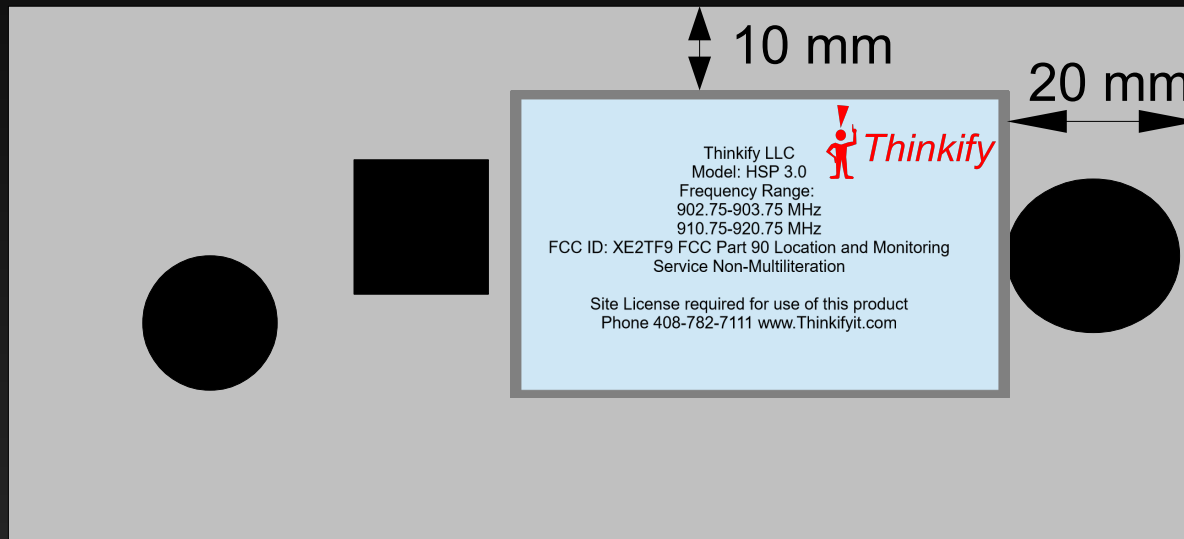 10 mm
20 mm
Thinkify
Thinkify LLC
Model: HSP 3.0
Frequency Range:
902.75-903.75 MHz
910.75-920.75 MHz
FCC ID: XE2TF9 FCC Part 90 Location and Monitoring
Service Non-Multiliteration
Site License required for use of this product
Phone 408-782-7111 www.Thinkifyit.com